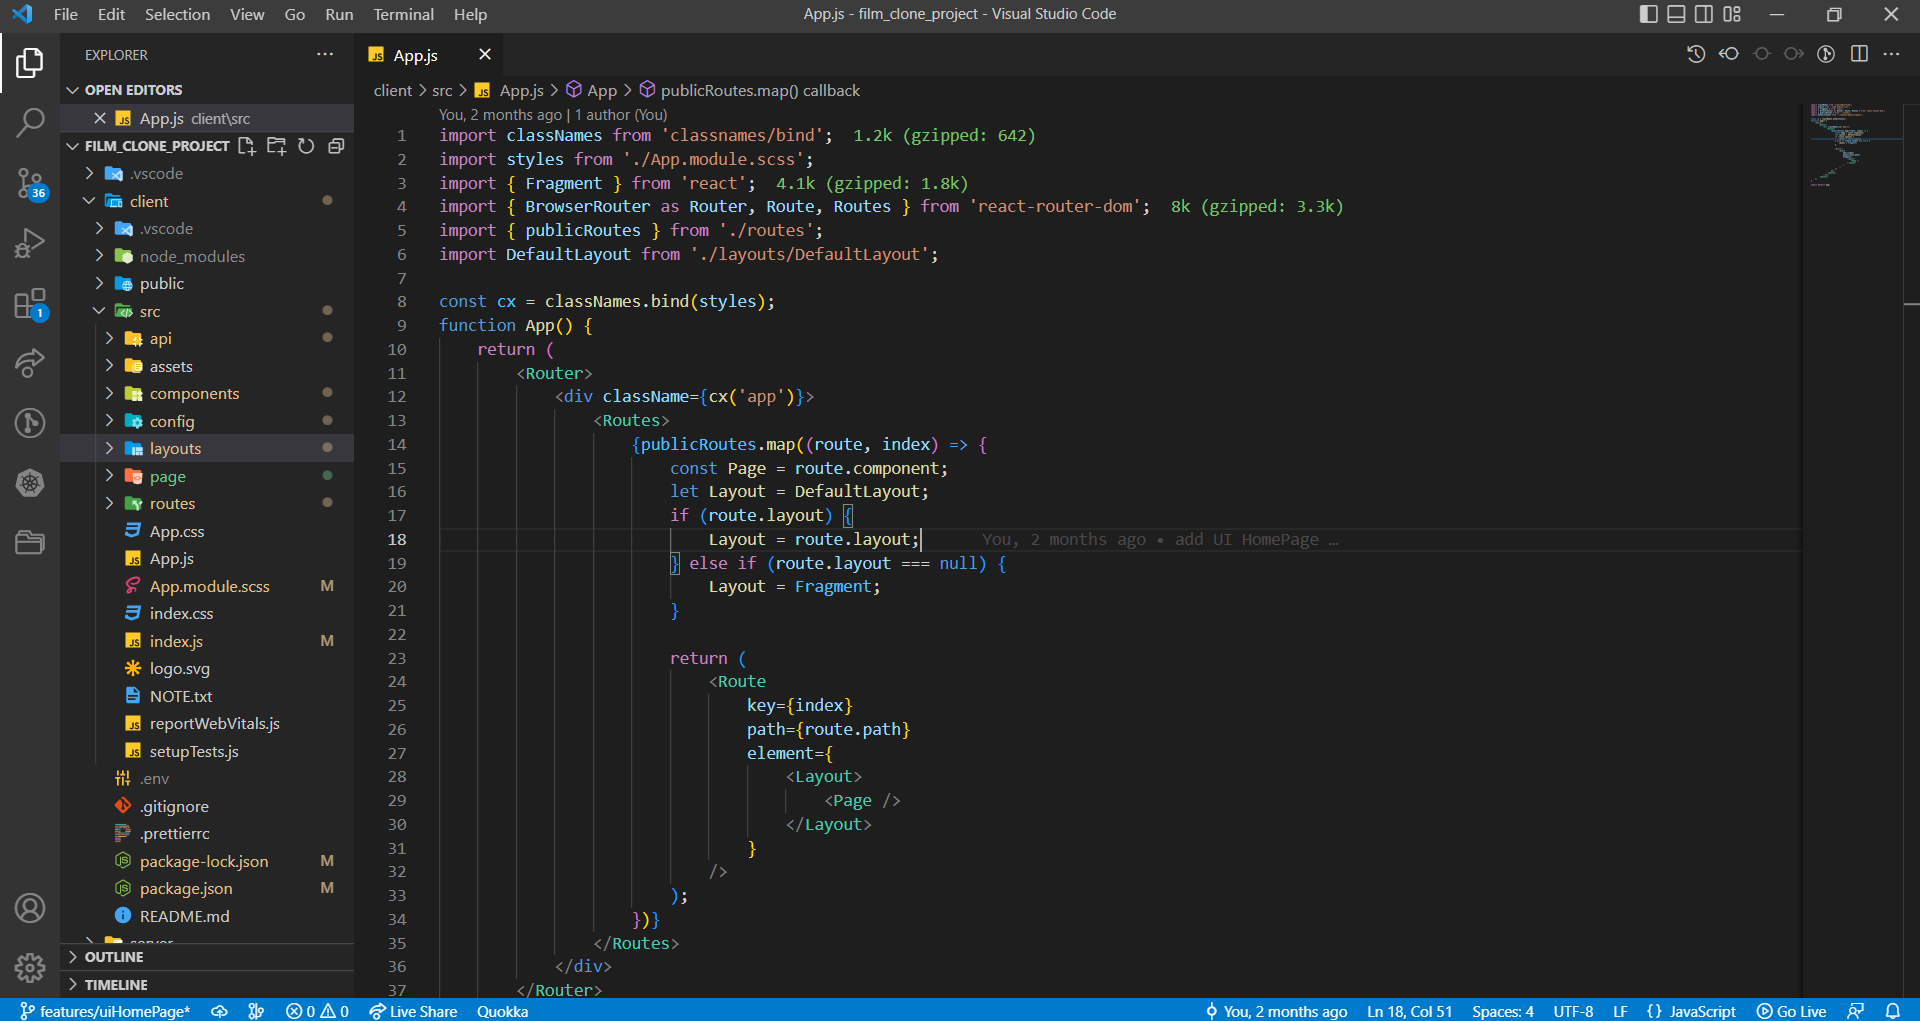 File Edit Selection View Go Run Terminal Help
App.js - film_clone_project - Visual Studio Code
EXPLORER
OPEN EDITORS
App.js client\src
FILM_CLONE_PROJECT
.vscode
client
.vscode
node_modules
public
src
api
assets
components
config
layouts
page
routes
App.css
App.js
App.module.scss M
index.css
index.js M
logo.svg
NOTE.txt
reportWebVitals.js
setupTests.js
.env
.gitignore
.prettierrc
package-lock.json M
package.json M
README.md
server
OUTLINE
TIMELINE
36
1
App.js
client > src > App.js > App > publicRoutes.map() callback
You, 2 months ago | 1 author (You)
1 import classNames from 'classnames/bind'; 1.2k (gzipped: 642)
2 import styles from './App.module.scss';
3 import { Fragment } from 'react'; 4.1k (gzipped: 1.8k)
4 import { BrowserRouter as Router, Route, Routes } from 'react-router-dom'; 8k (gzipped: 3.3k)
5 import { publicRoutes } from './routes';
6 import DefaultLayout from './layouts/DefaultLayout';
7
8 const cx = classNames.bind(styles);
9 function App() {
10 return (
11 <Router>
12 <div className={cx('app')}>
13 <Routes>
14 {publicRoutes.map((route, index) => {
15 const Page = route.component;
16 let Layout = DefaultLayout;
17 if (route.layout) {
18 Layout = route.layout; You, 2 months ago • add UI HomePage …
19 } else if (route.layout === null) {
20 Layout = Fragment;
21 }
22
23 return (
24 <Route
25 key={index}
26 path={route.path}
27 element={
28 <Layout>
29 <Page />
30 </Layout>
31 }
32 />
33 );
34 })}
35 </Routes>
36 </div>
37 </Router>
features/uiHomePage* 0 0 Live Share Quokka
You, 2 months ago Ln 18, Col 51 Spaces: 4 UTF-8 LF {} JavaScript Go Live